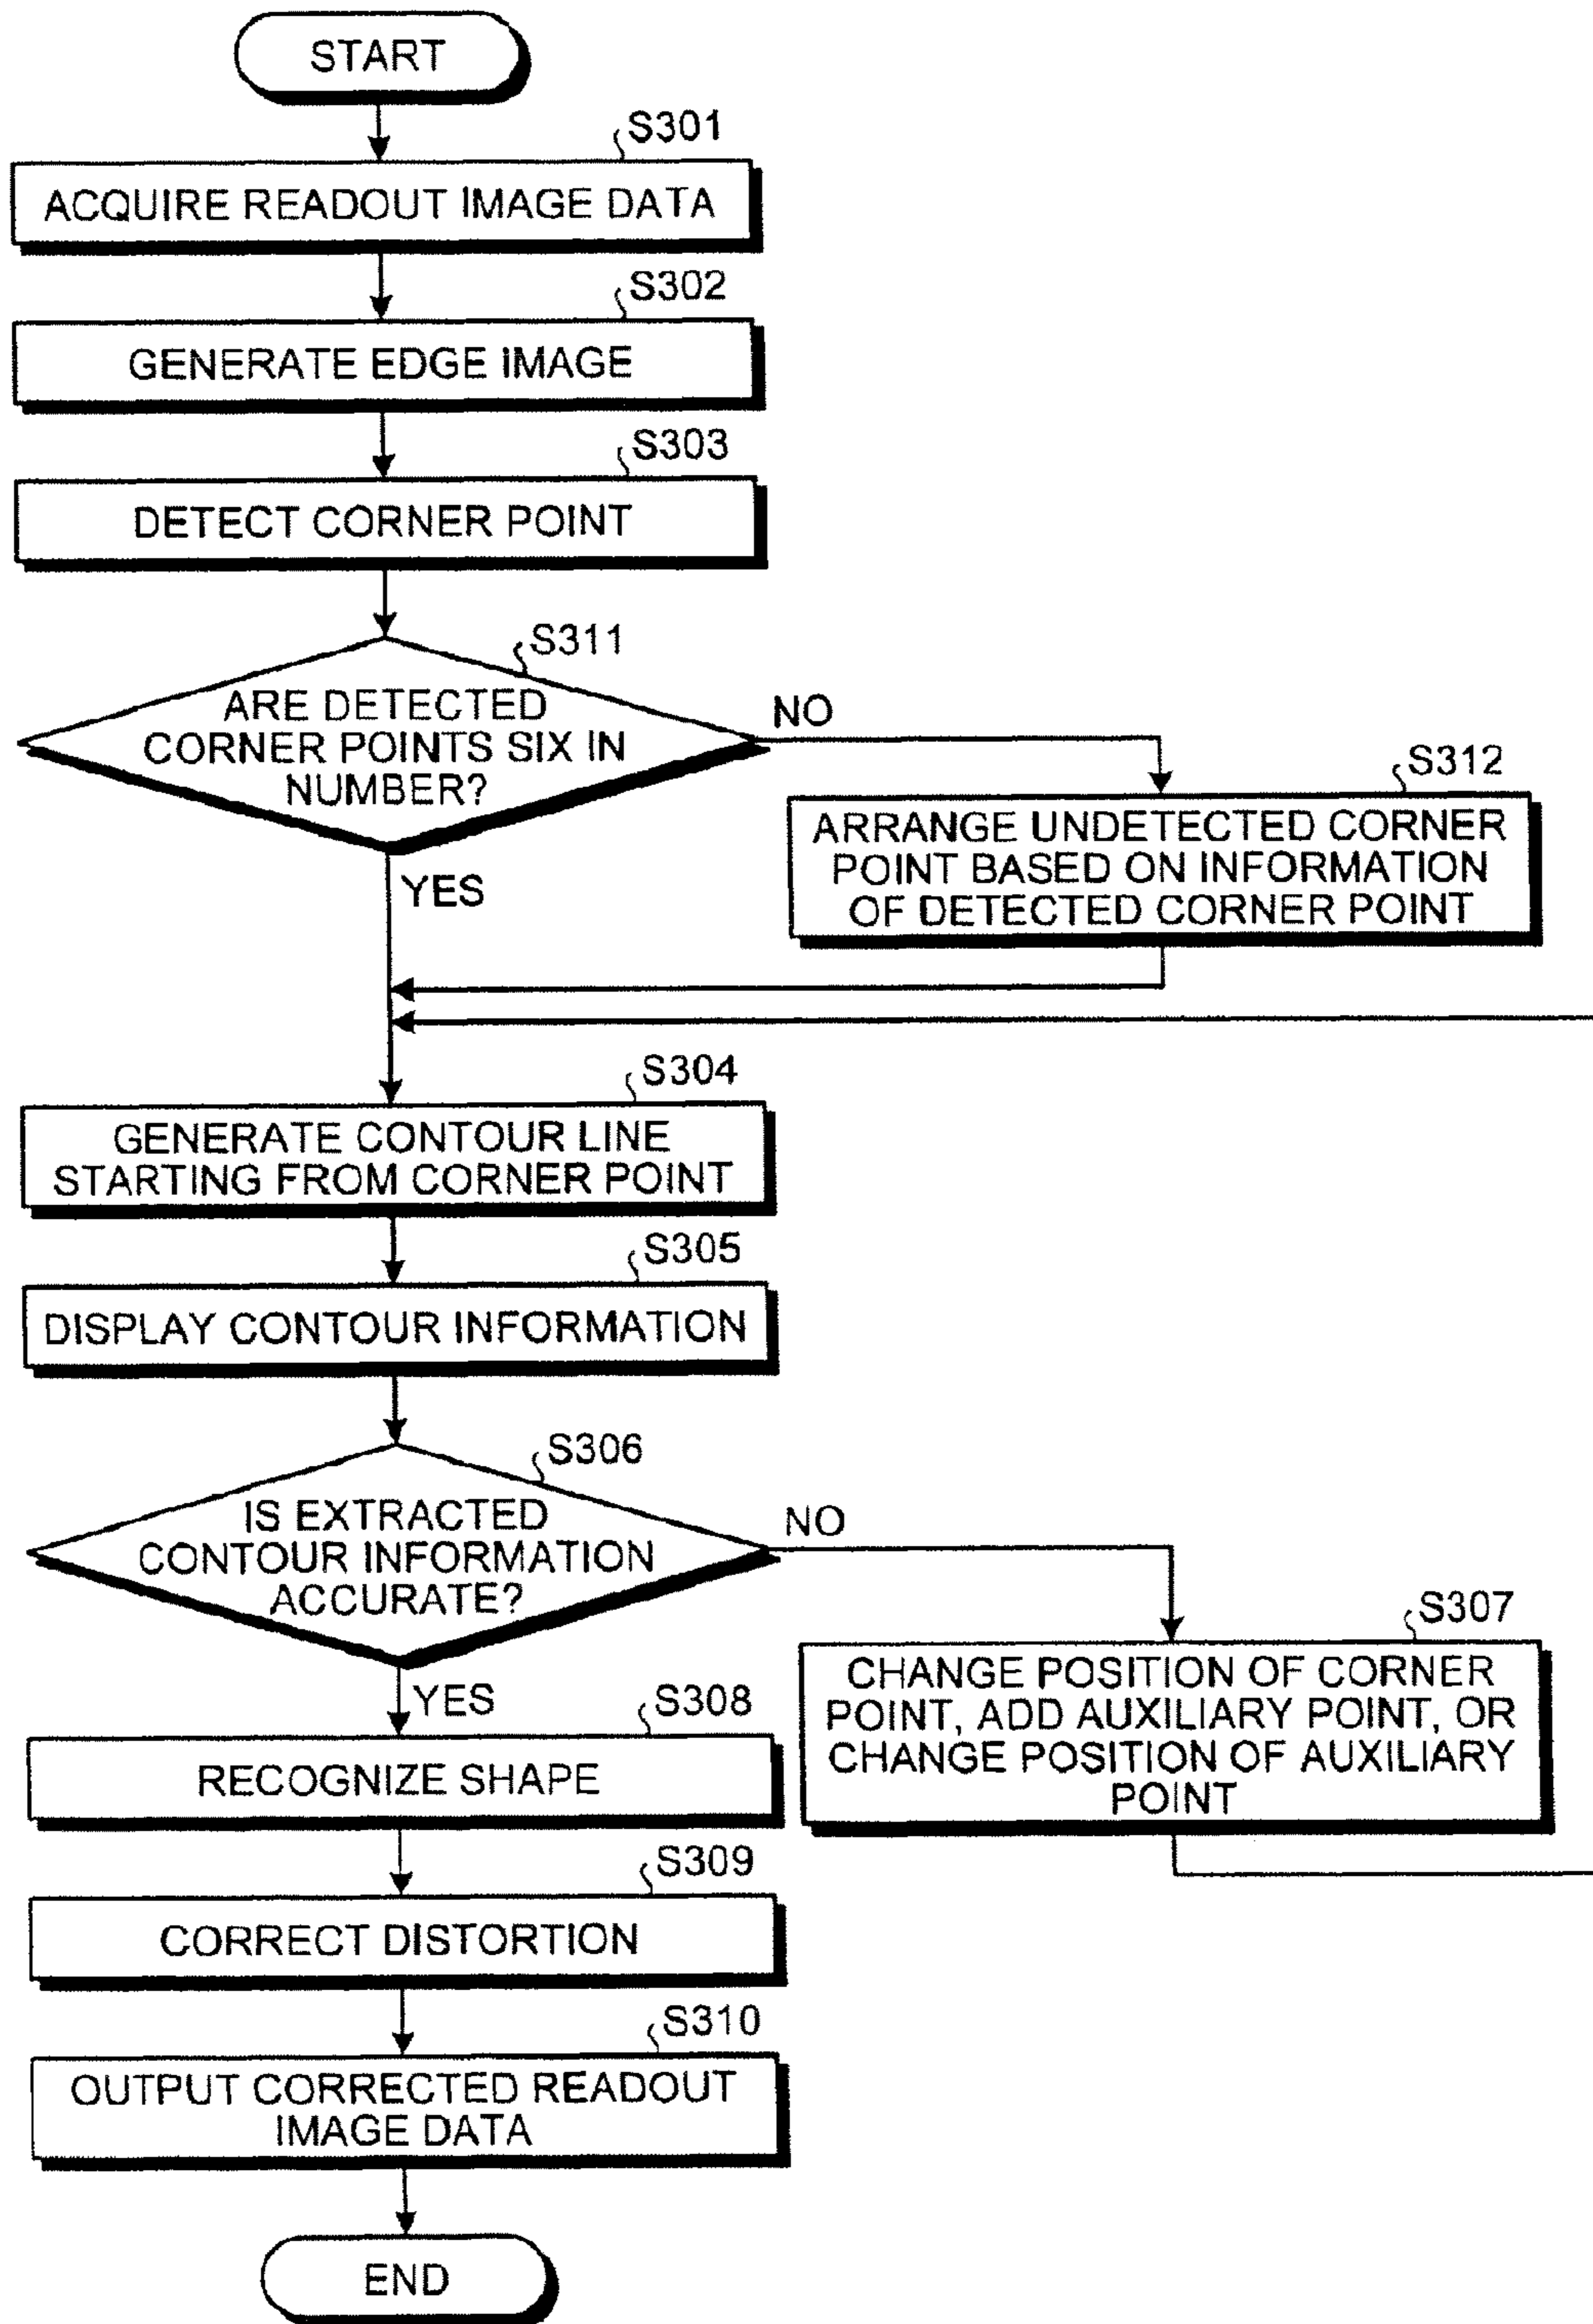 START
S301
ACQUIRE READOUT IMAGE DATA
S302
GENERATE EDGE IMAGE
S303
DETECT CORNER POINT
S311
ARE DETECTED
CORNER POINTS SIX IN
NUMBER?
NO
YES
S312
ARRANGE UNDETECTED CORNER
POINT BASED ON INFORMATION
OF DETECTED CORNER POINT
S304
GENERATE CONTOUR LINE
STARTING FROM CORNER POINT
S305
DISPLAY CONTOUR INFORMATION
S306
IS EXTRACTED
CONTOUR INFORMATION
ACCURATE?
NO
YES
S307
CHANGE POSITION OF CORNER
POINT, ADD AUXILIARY POINT, OR
CHANGE POSITION OF AUXILIARY
POINT
S308
RECOGNIZE SHAPE
S309
CORRECT DISTORTION
S310
OUTPUT CORRECTED READOUT
IMAGE DATA
END